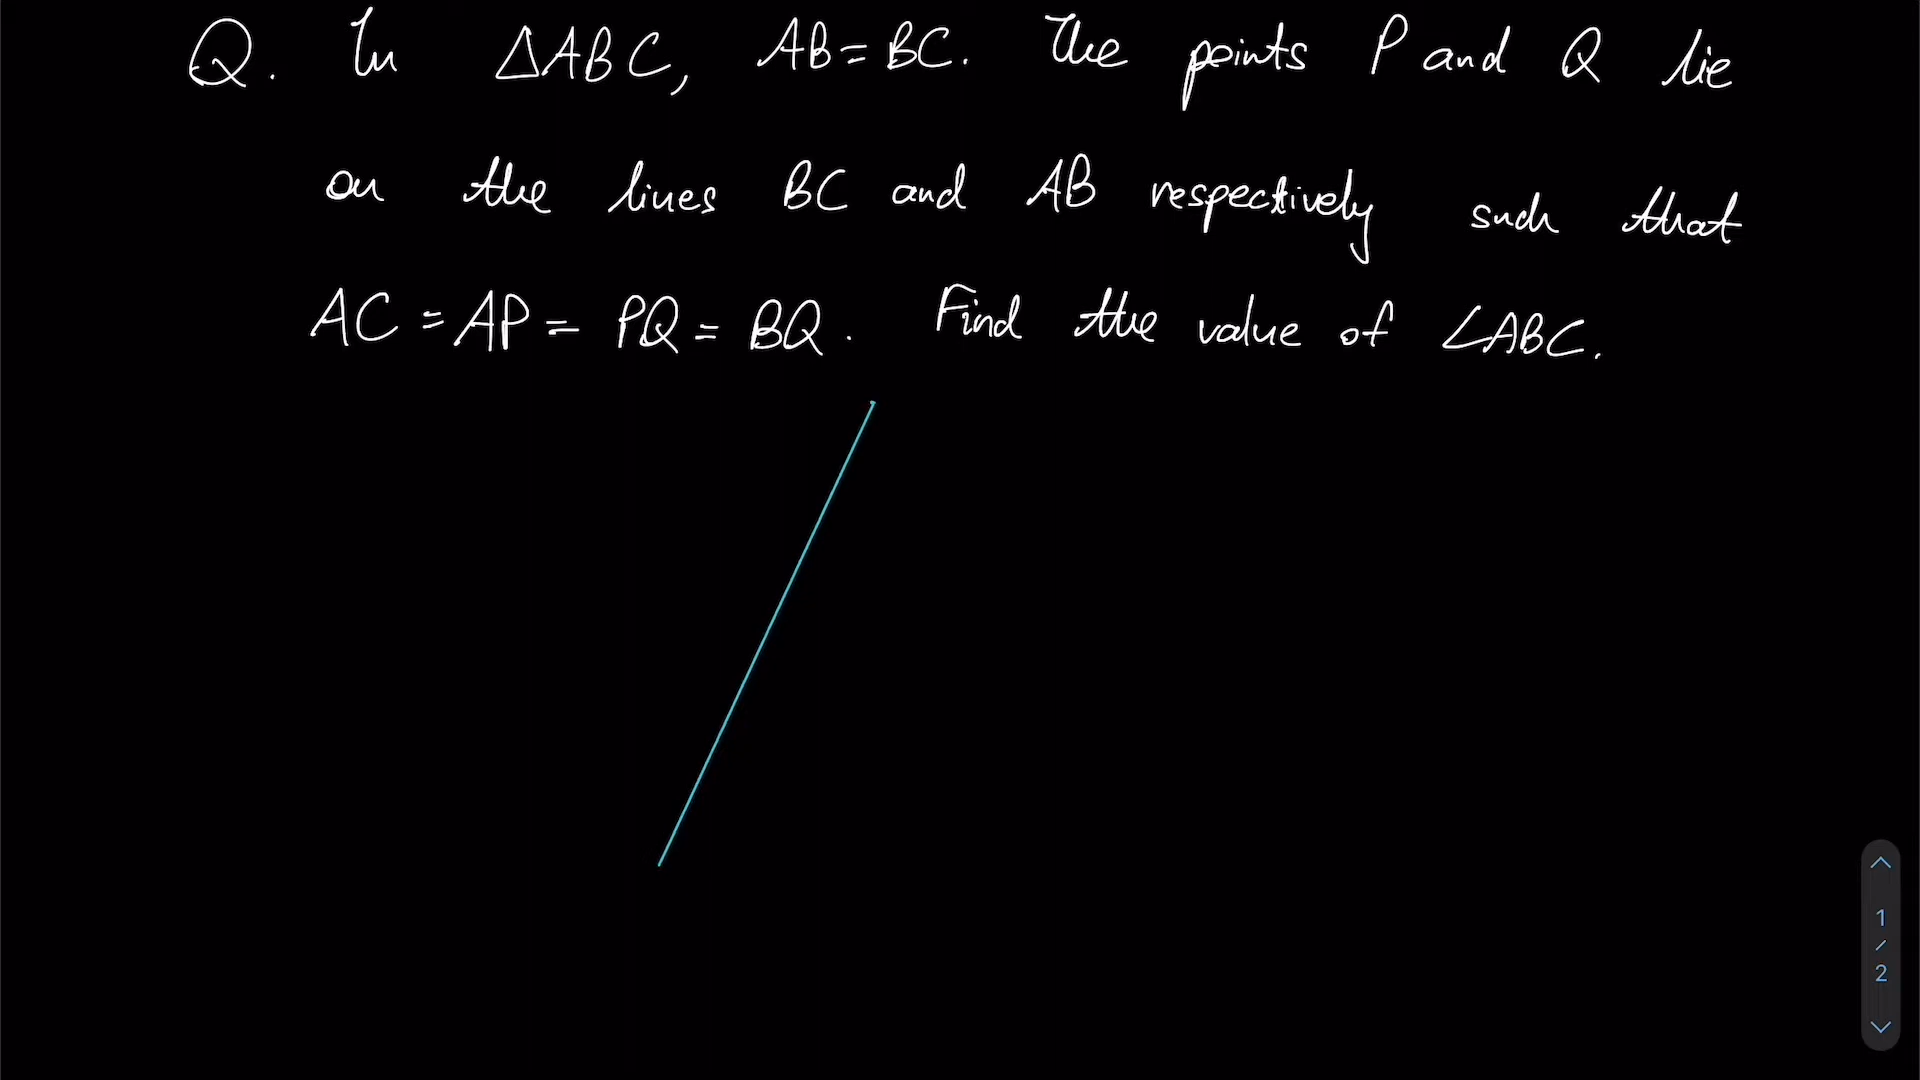 Q. In △ABC, AB = BC. The points P and Q lie
on the lines BC and AB respectively such that
AC = AP = PQ = BQ. Find the value of ∠ABC.
1
/
2